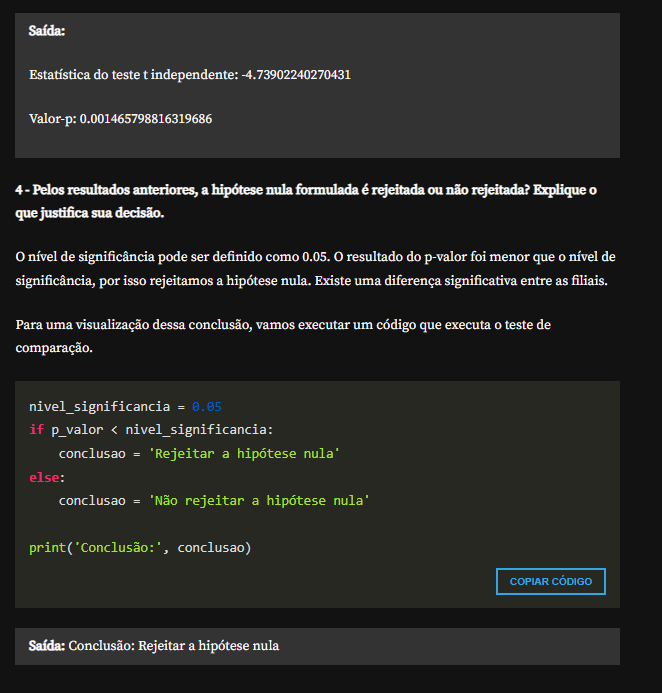 Saída:
Estatística do teste t independente: -4.73902240270431
Valor-p: 0.001465798816319686
4 - Pelos resultados anteriores, a hipótese nula formulada é rejeitada ou não rejeitada? Explique o
que justifica sua decisão.
O nível de significância pode ser definido como 0.05. O resultado do p-valor foi menor que o nível de
significância, por isso rejeitamos a hipótese nula. Existe uma diferença significativa entre as filiais.
Para uma visualização dessa conclusão, vamos executar um código que executa o teste de
comparação.
nivel_significancia = 0.05
if p_valor < nivel_significancia:
    conclusao = 'Rejeitar a hipótese nula'
else:
    conclusao = 'Não rejeitar a hipótese nula'
print('Conclusão:', conclusao)
COPIAR CÓDIGO
Saída: Conclusão: Rejeitar a hipótese nula